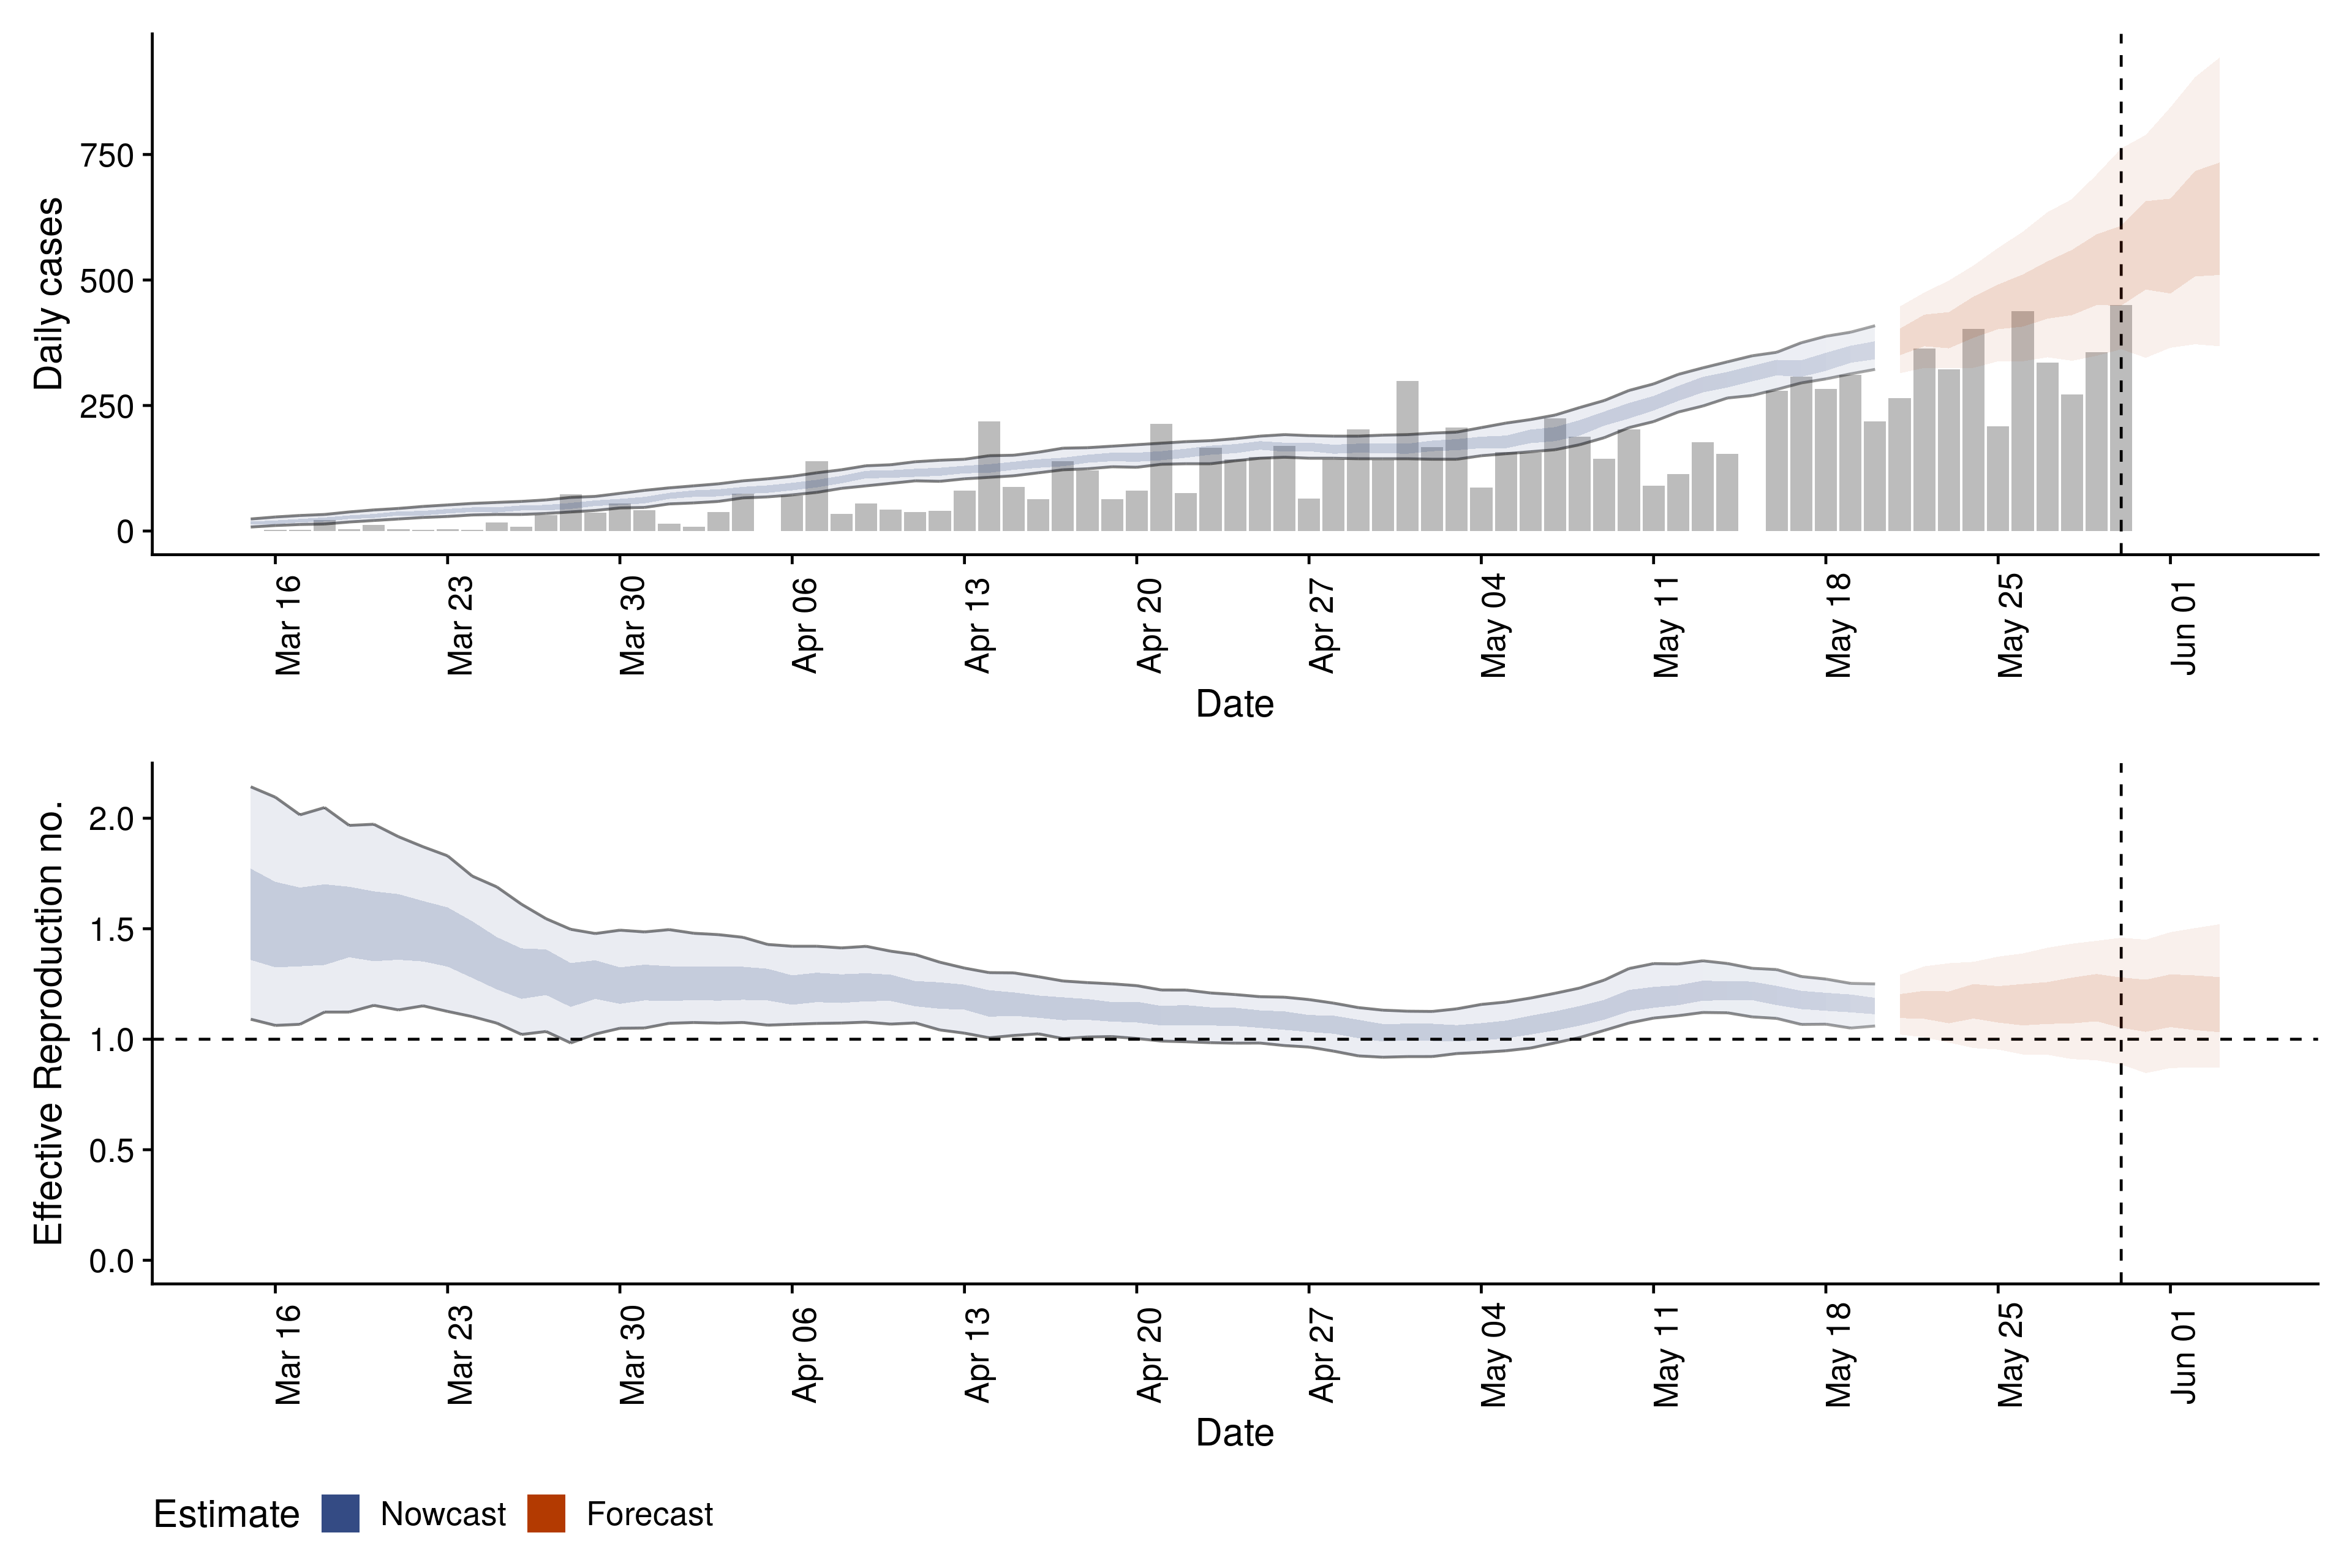 Daily cases
750
500
250
0
Mar 16
Mar 23
Mar 30
Apr 06
Apr 13
Apr 20
Apr 27
May 04
May 11
May 18
May 25
Jun 01
Date
Effective Reproduction no.
2.0
1.5
1.0
0.5
0.0
Mar 16
Mar 23
Mar 30
Apr 06
Apr 13
Apr 20
Apr 27
May 04
May 11
May 18
May 25
Jun 01
Date
Estimate Nowcast Forecast